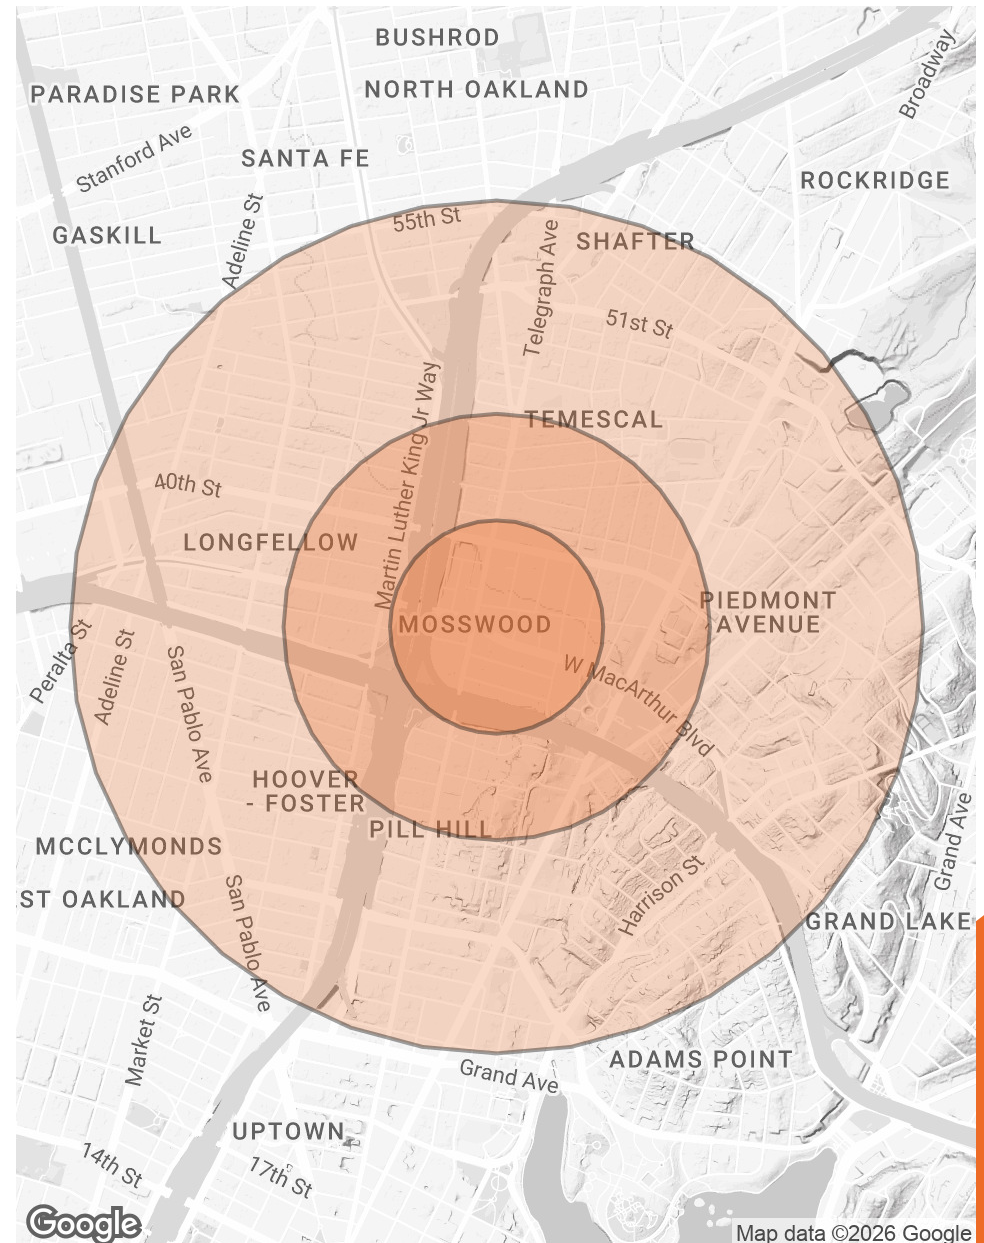 BUSHROD
NORTH OAKLAND
Broadway
PARADISE PARK
Stanford Ave
SANTA FE
ROCKRIDGE
GASKILL
Adeline St
55th St
Telegraph Ave
SHAFTER
51st St
Martin Luther King Jr Way
TEMESCAL
40th St
LONGFELLOW
MOSSWOOD
PIEDMONT
AVENUE
Peralta St
Adeline St
San Pablo Ave
W MacArthur Blvd
HOOVER
- FOSTER
PILL HILL
MCCLYMONDS
Grand Ave
ST OAKLAND
San Pablo Ave
Harrison St
GRAND LAKE
Market St
Grand Ave
ADAMS POINT
UPTOWN
14th St
17th St
Google
Map data ©2026 Google